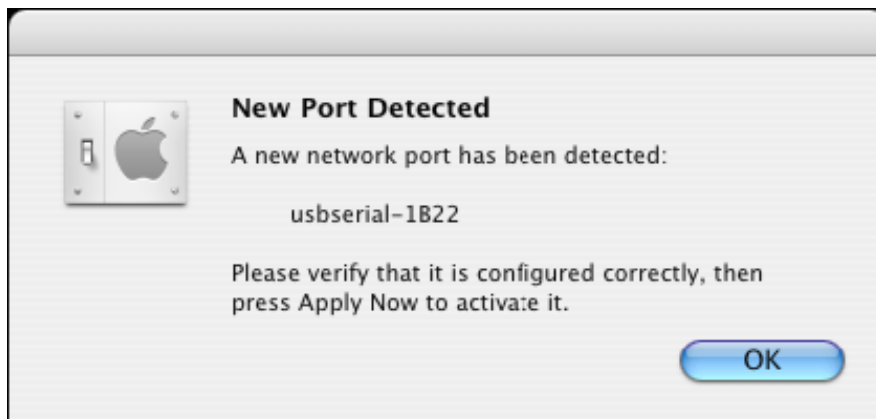 New Port Detected
A new network port has been detected:
usbserial-1B22
Please verify that it is configured correctly, then
press Apply Now to activate it.
OK